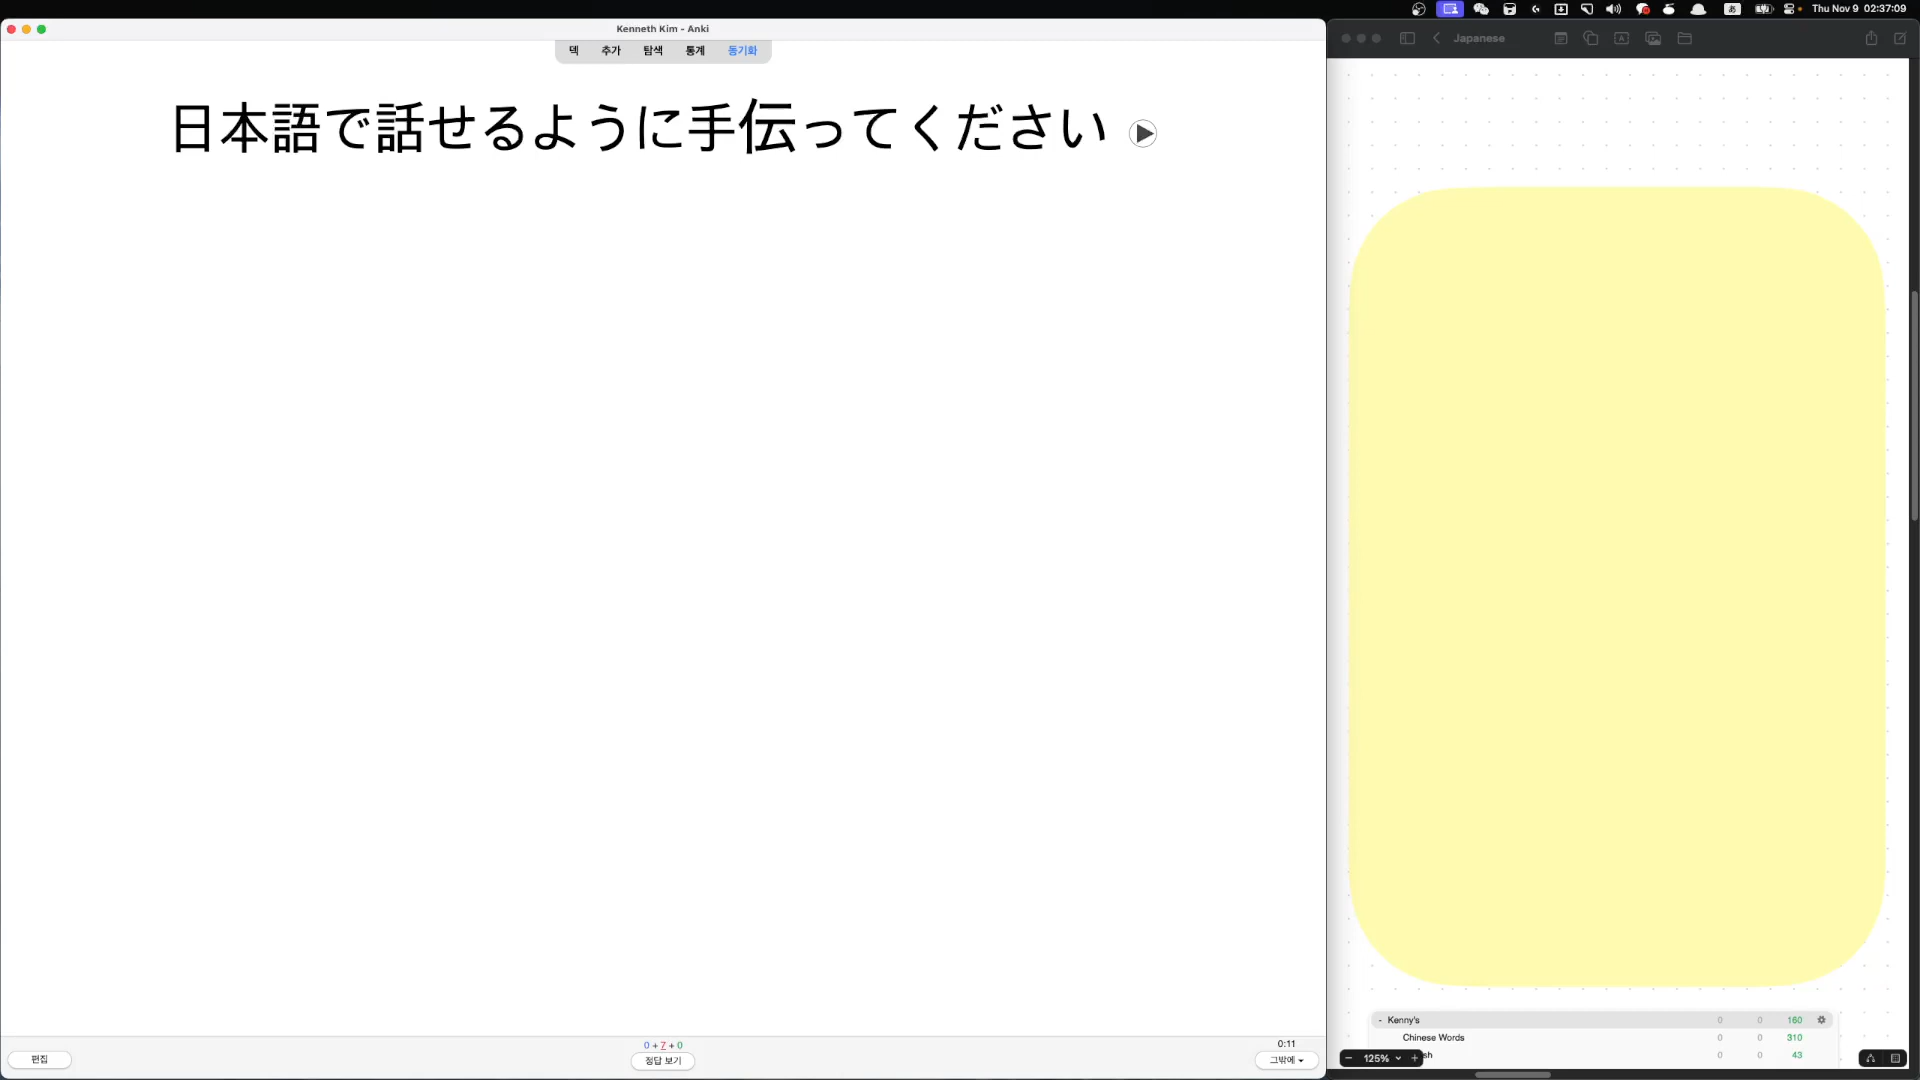 Thu Nov 9 02:37:09
Kenneth Kim - Anki
덱 추가 탐색 통계 동기화
日本語で話せるように手伝ってください
0 + 7 + 0
편집
정답 보기
0:11
그밖에
Japanese
Kenny's 0 0 160
Chinese Words 0 0 310
sh 0 0 43
125%